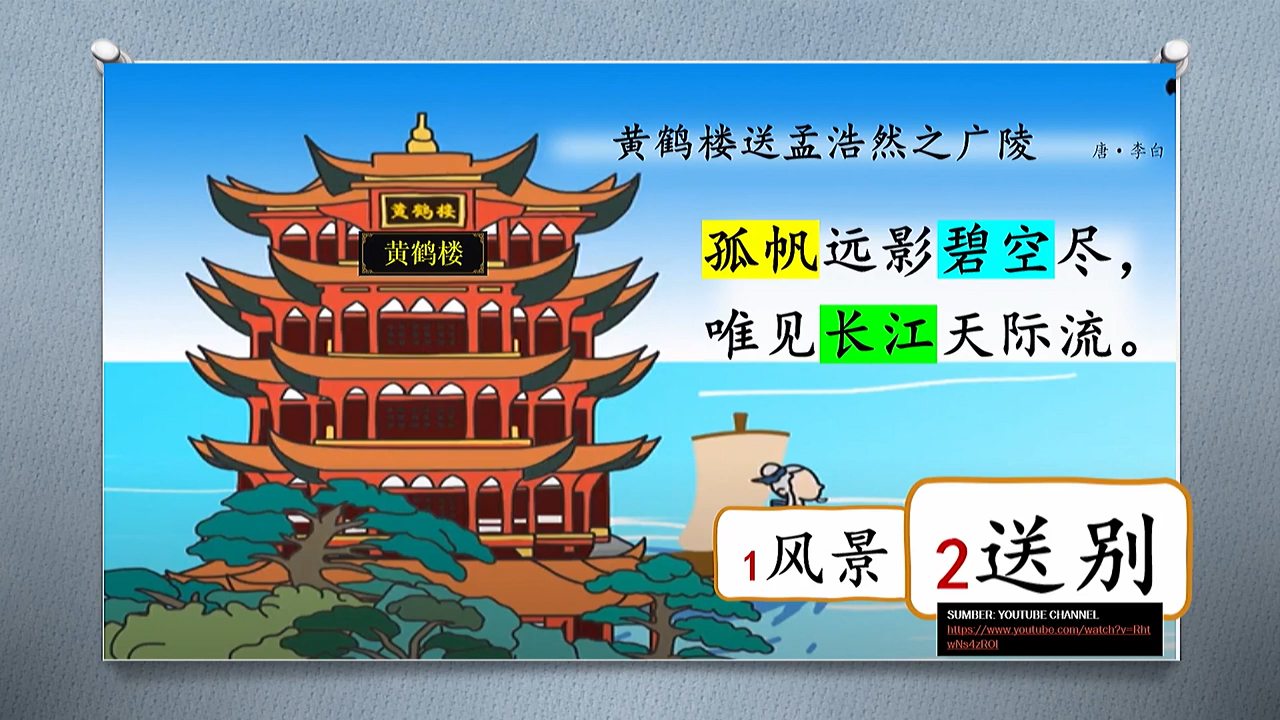 黄鹤楼送孟浩然之广陵
唐·李白
黄鹤楼
黄鹤楼
孤帆远影碧空尽，
唯见长江天际流。
1风景
2送别
SUMBER: YOUTUBE CHANNEL
https://www.youtube.com/watch?v=Rht
wNs4zROI